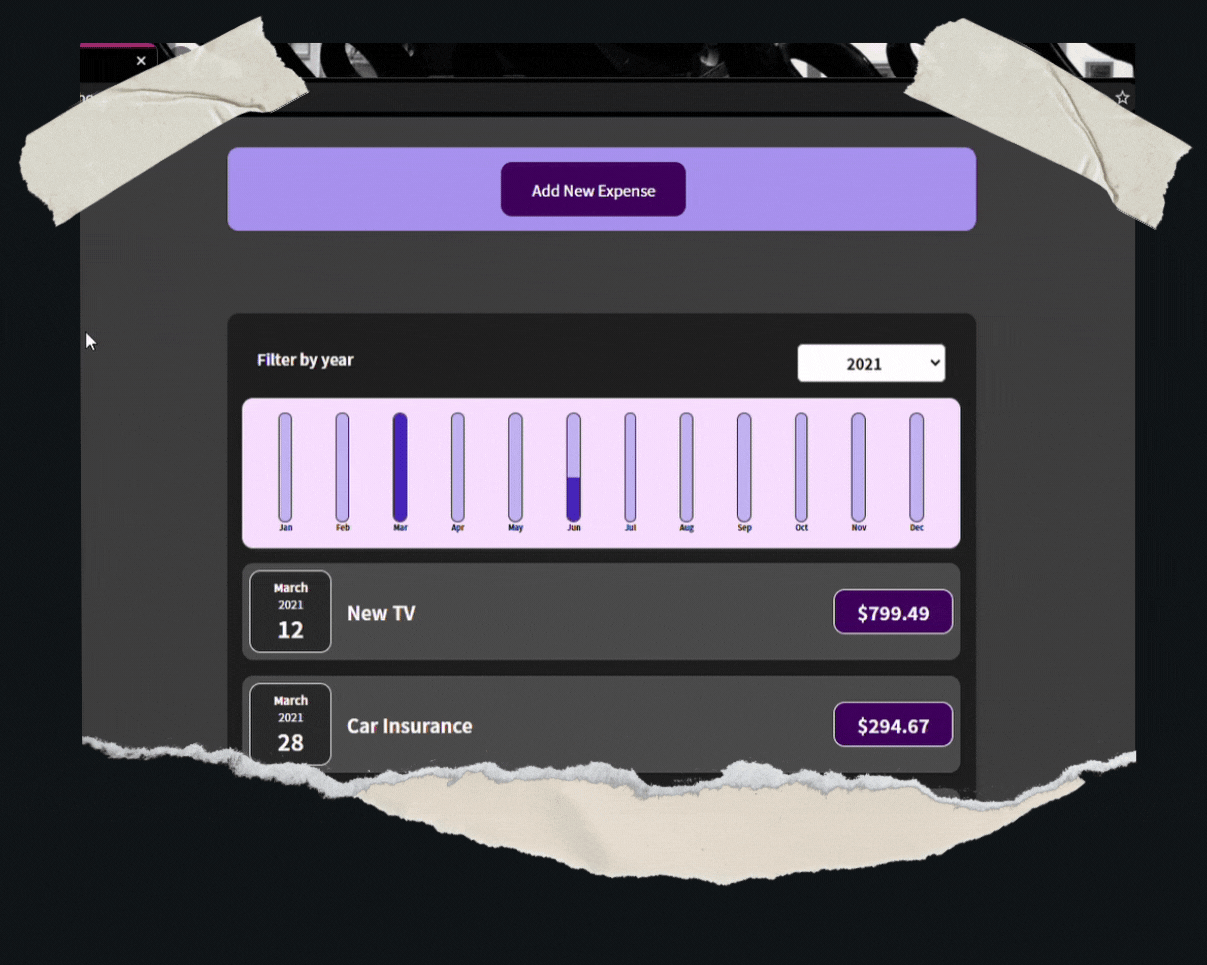 Add New Expense
Filter by year
2021
Jan Feb Mar Apr May Jun Jul Aug Sep Oct Nov Dec
March
2021
12
New TV
$799.49
March
2021
28
Car Insurance
$294.67